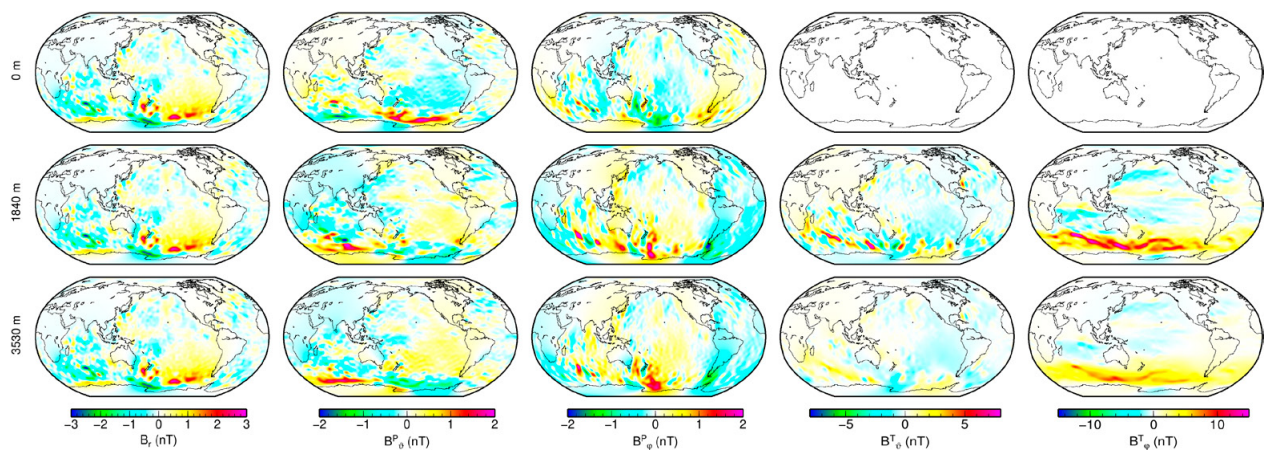 0 m
1840 m
3530 m
−3 −2 −1 0 1 2 3
B_r (nT)
−2 −1 0 1 2
B^P_ϑ (nT)
−2 −1 0 1 2
B^P_φ (nT)
−5 0 5
B^T_ϑ (nT)
−10 0 10
B^T_φ (nT)